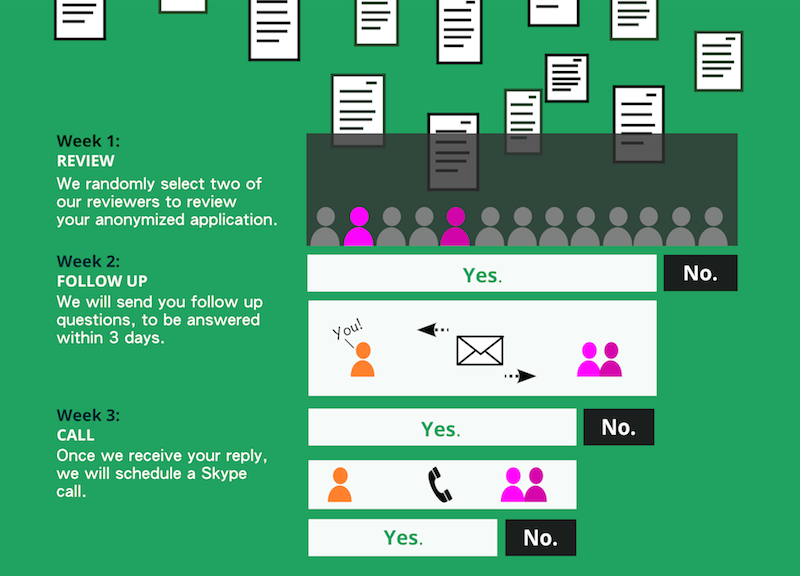 Week 1:
REVIEW
We randomly select two of
our reviewers to review
your anonymized application.
Week 2:
FOLLOW UP
We will send you follow up
questions, to be answered
within 3 days.
Yes.
No.
you!
Week 3:
CALL
Once we receive your reply,
we will schedule a Skype
call.
Yes.
No.
Yes.
No.